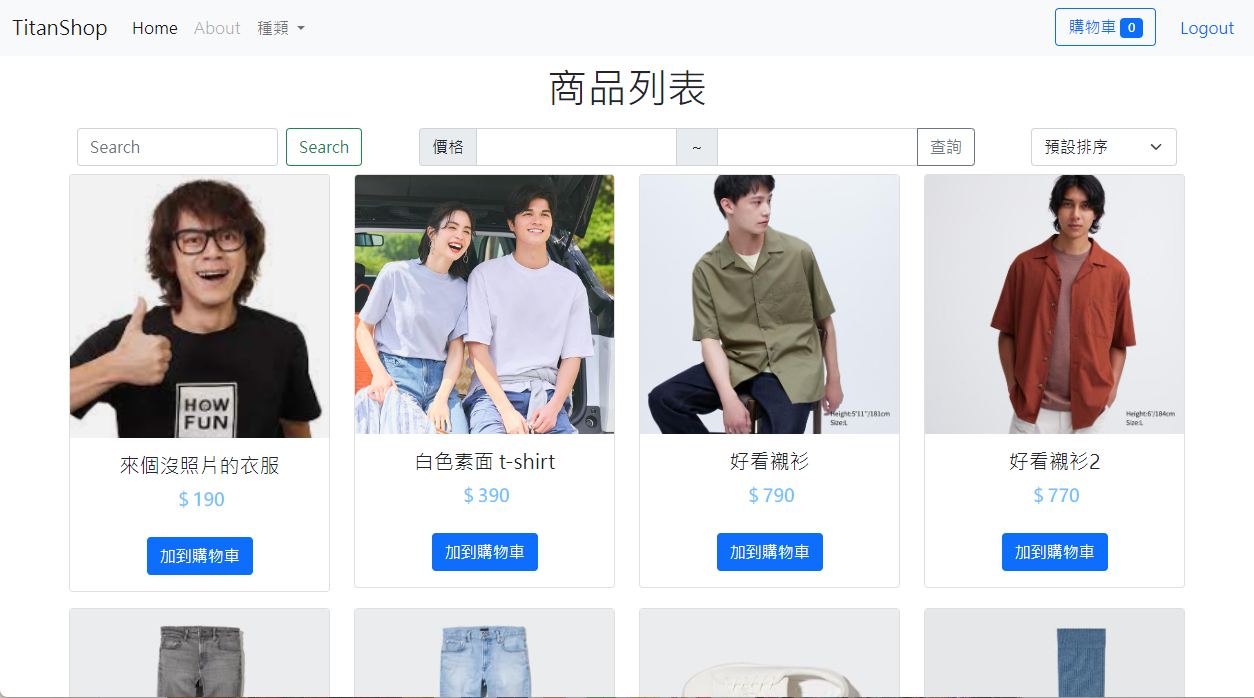 TitanShop Home About 種類 購物車 0 Logout
商品列表
Search Search 價格 ~ 查詢 預設排序
HOW
FUN
Height:5'11"/181cm
Size:L
Height:6'/184cm
Size:L
來個沒照片的衣服 白色素面 t-shirt 好看襯衫 好看襯衫2
$ 190 $ 390 $ 790 $ 770
加到購物車 加到購物車 加到購物車 加到購物車